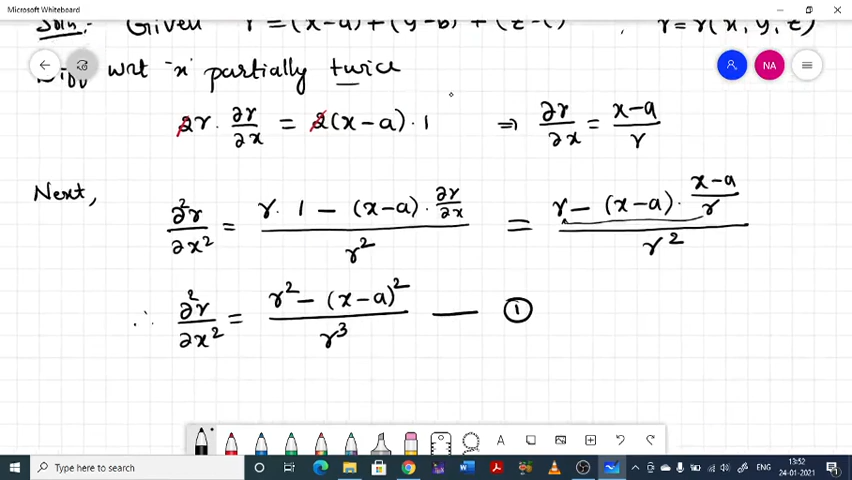 Microsoft Whiteboard
Soln:- Given r² = (x-a)² + (y-b)² + (z-c)² , r = r(x, y, z)
Diff wrt 'x' partially twice
2r · ∂r/∂x = 2(x-a) · 1 ⇒ ∂r/∂x = (x-a)/r
Next,
∂²r/∂x² = (r · 1 - (x-a) · ∂r/∂x)/r² = (r - (x-a) · (x-a)/r)/r²
∴ ∂²r/∂x² = (r² - (x-a)²)/r³ — ①
NA
A
Type here to search
ENG
13:52
24-01-2021